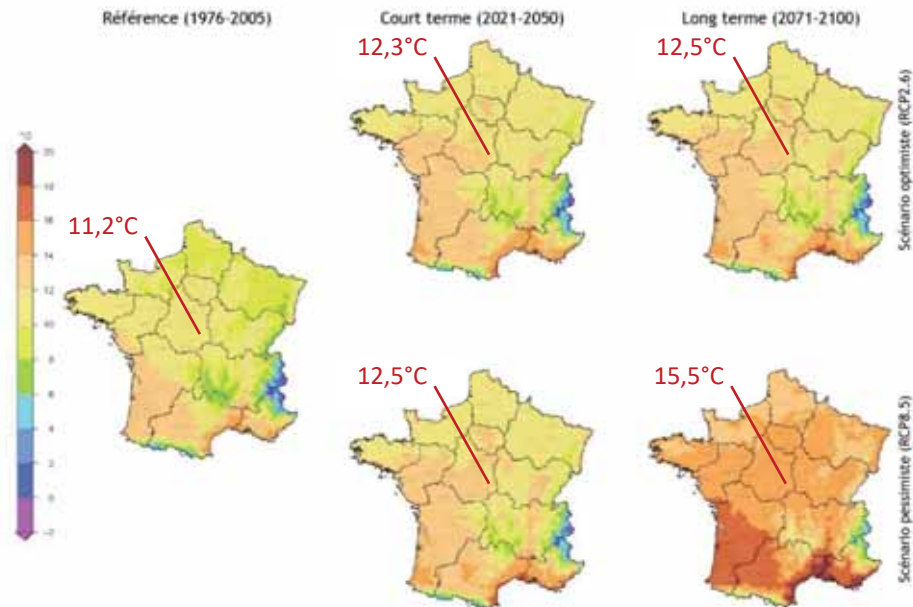 Référence (1976-2005)
Court terme (2021-2050)
Long terme (2071-2100)
12,3°C
12,5°C
Scénario optimiste (RCP2.6)
20
18
16
14
12
10
8
6
4
2
0
-2
11,2°C
12,5°C
15,5°C
Scénario pessimiste (RCP8.5)